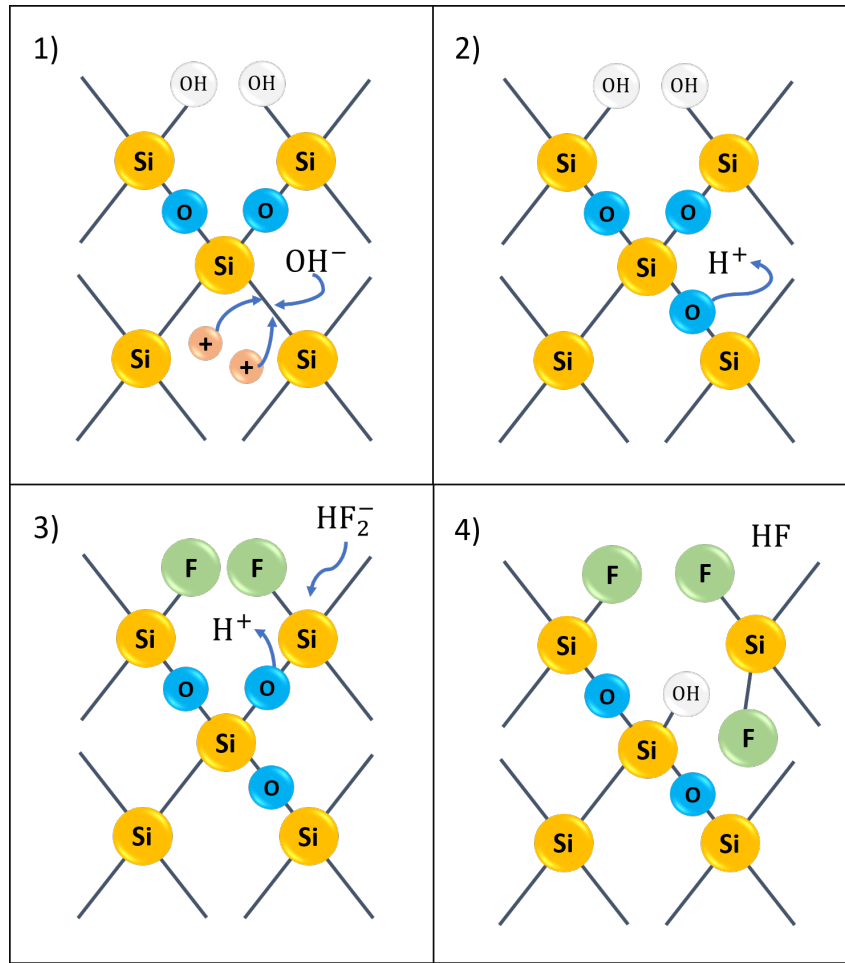 1)
OH OH
Si Si
O O
Si OH⁻
+
+
Si Si
2)
OH OH
Si Si
O O
Si H⁺
O
Si Si
3)
HF₂⁻
F F
Si H⁺ Si
O O
Si
O
Si Si
4)
HF
F F
Si Si
O OH
Si F
O
Si Si